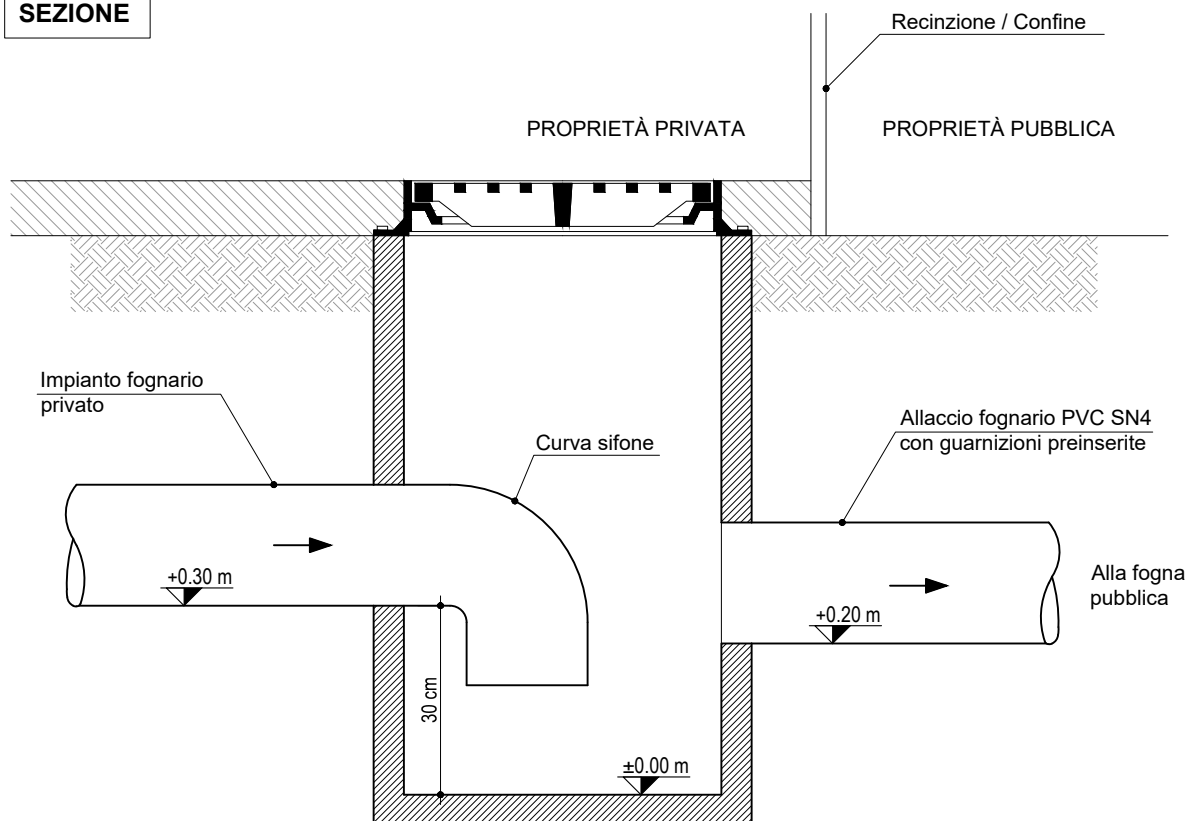 SEZIONE
Recinzione / Confine
PROPRIETÀ PRIVATA
PROPRIETÀ PUBBLICA
Impianto fognario
privato
Curva sifone
Allaccio fognario PVC SN4
con guarnizioni preinserite
+0.30 m
+0.20 m
Alla fogna
pubblica
30 cm
±0.00 m